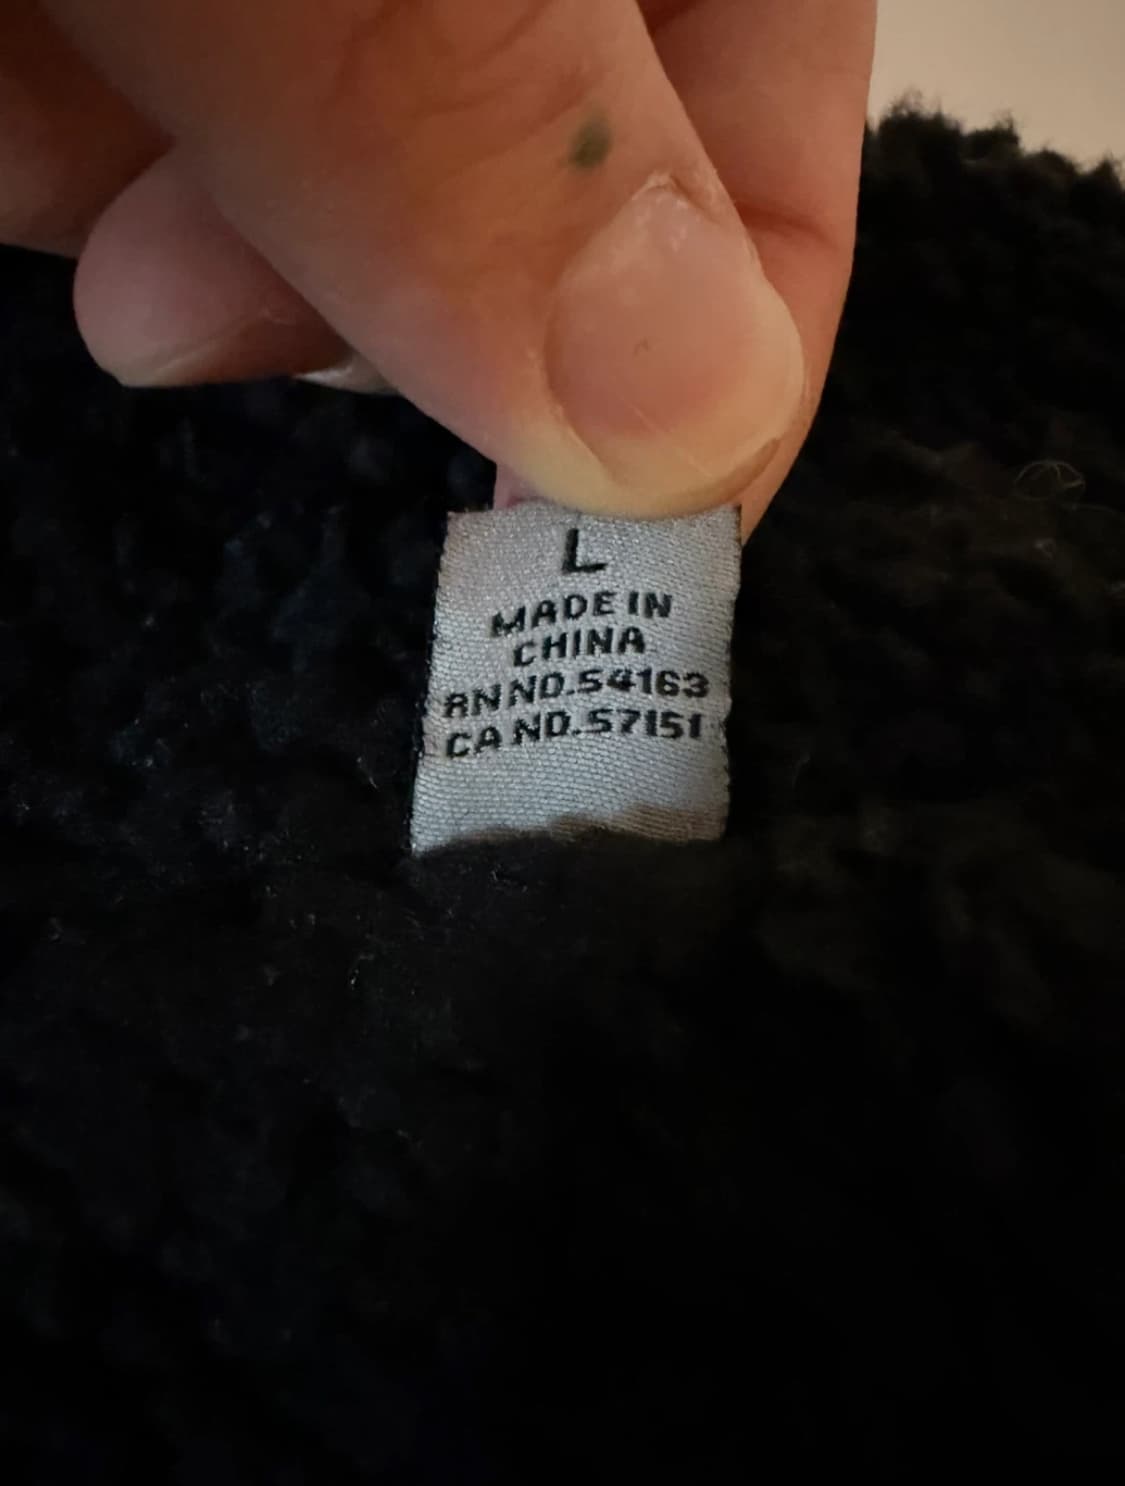 L
MADE IN
CHINA
RN NO.54163
CA NO.57151